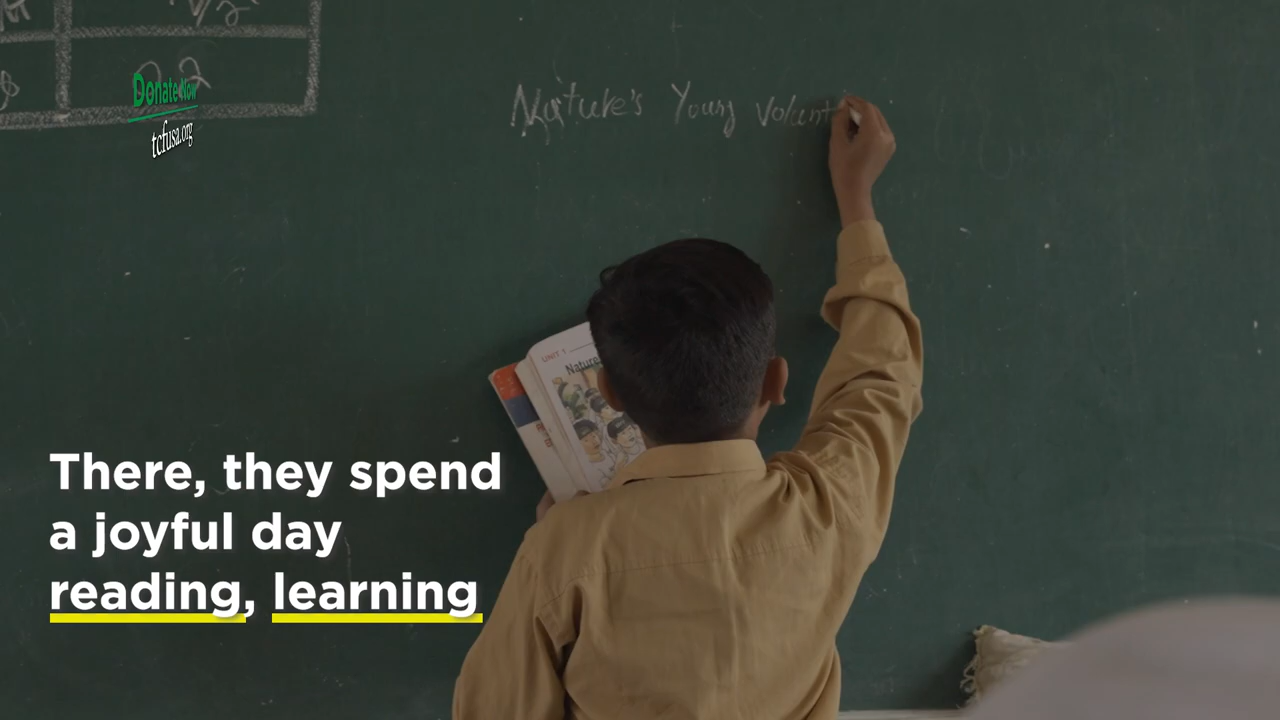 Donate Now
tcfusa.org
Nature's Young Volunt
UNIT 1
Nature
There, they spend
a joyful day
reading, learning